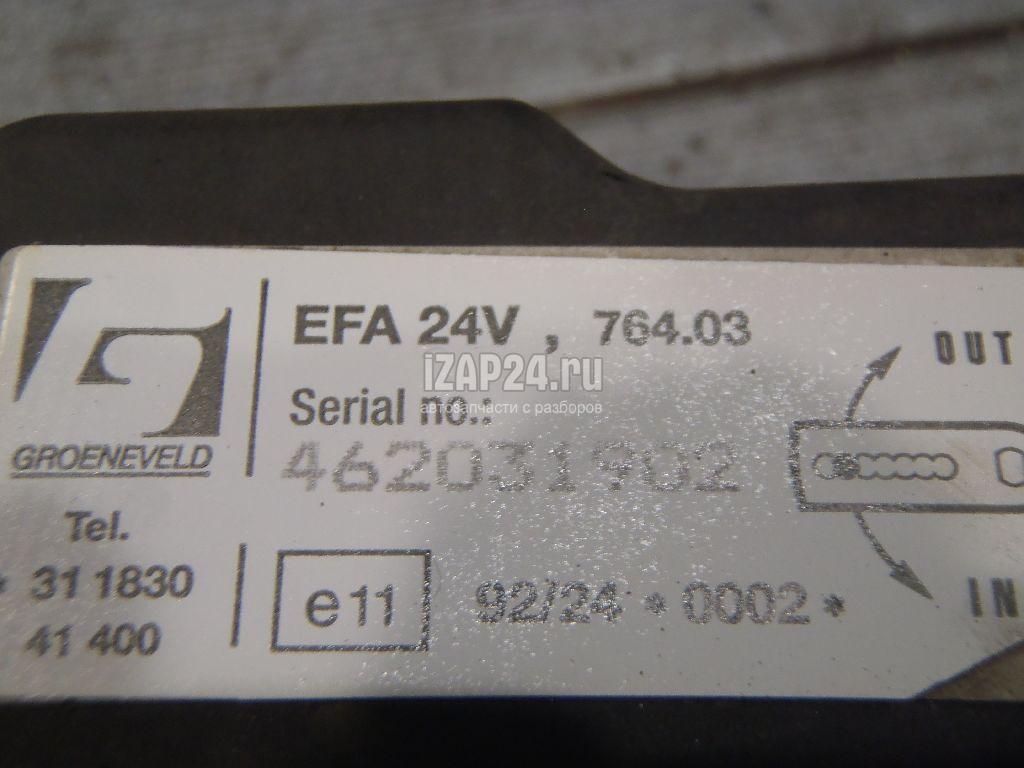 EFA 24V , 764.03
OUT
iZAP24.ru
Serial no.:
автозапчасти с разборов
462031902
GROENEVELD
Tel.
* 31 1830
41 400
e11
92/24 * 0002 *
IN